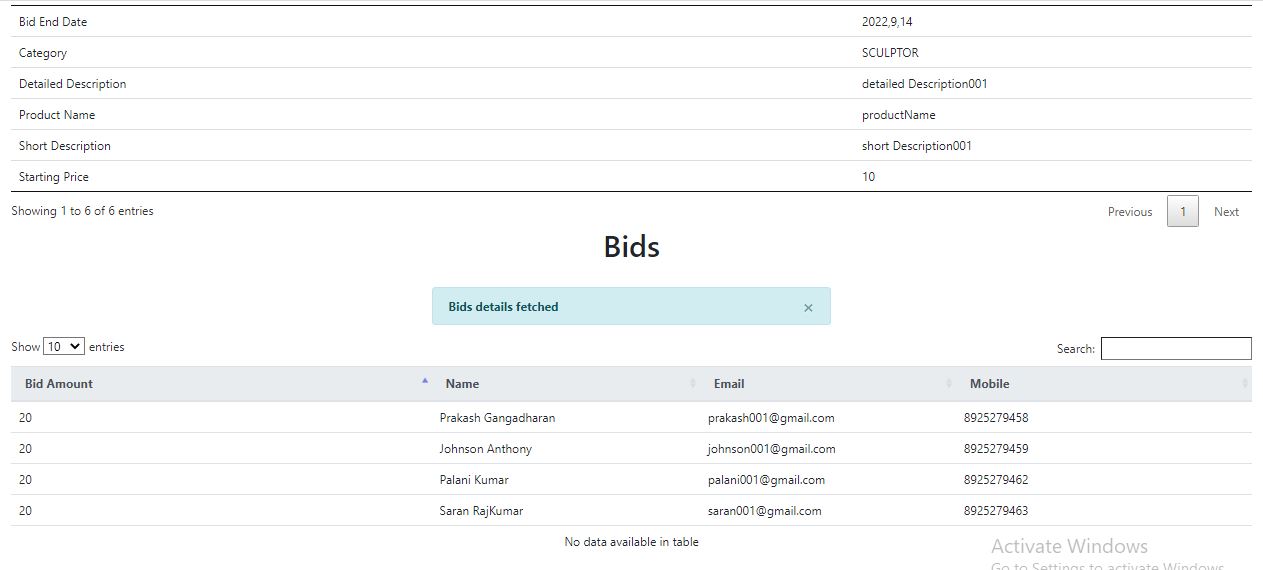 Bid End Date 2022,9,14
Category SCULPTOR
Detailed Description detailed Description001
Product Name productName
Short Description short Description001
Starting Price 10
Showing 1 to 6 of 6 entries Previous 1 Next
Bids
Bids details fetched ×
Show 10 entries Search:
Bid Amount Name Email Mobile
20 Prakash Gangadharan prakash001@gmail.com 8925279458
20 Johnson Anthony johnson001@gmail.com 8925279459
20 Palani Kumar palani001@gmail.com 8925279462
20 Saran RajKumar saran001@gmail.com 8925279463
No data available in table
Activate Windows
Go to Settings to activate Windows